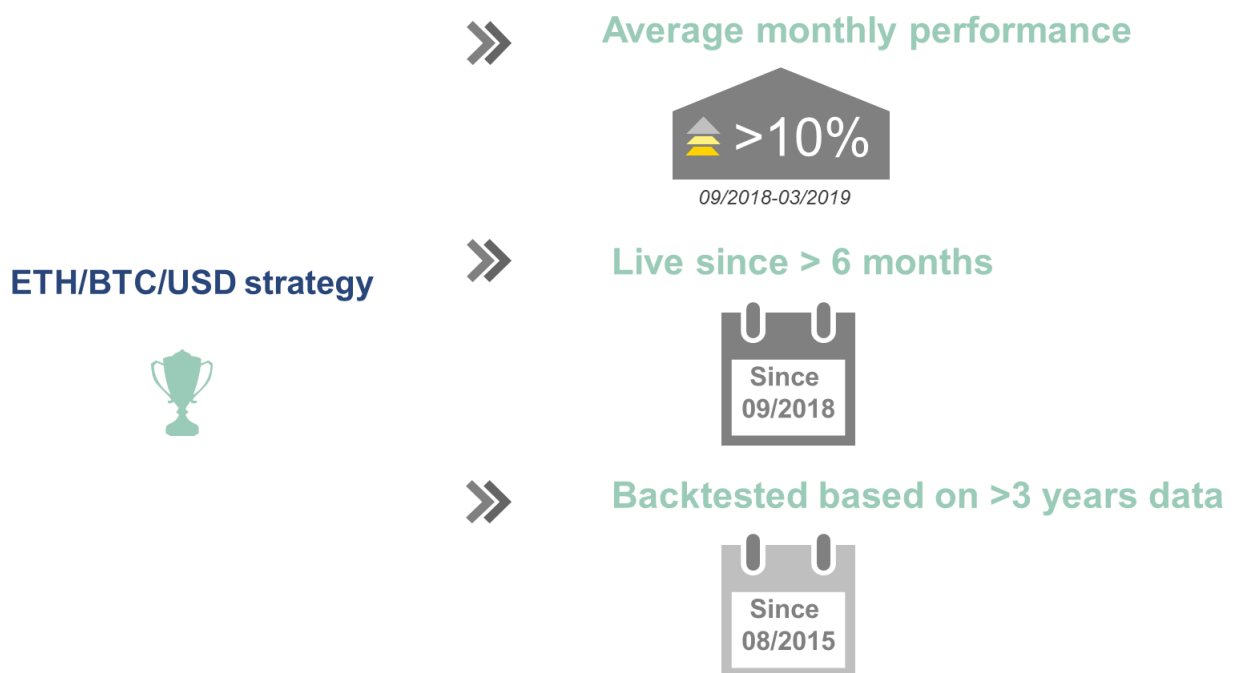 Average monthly performance
>10%
09/2018-03/2019
ETH/BTC/USD strategy
Live since > 6 months
Since
09/2018
Backtested based on >3 years data
Since
08/2015